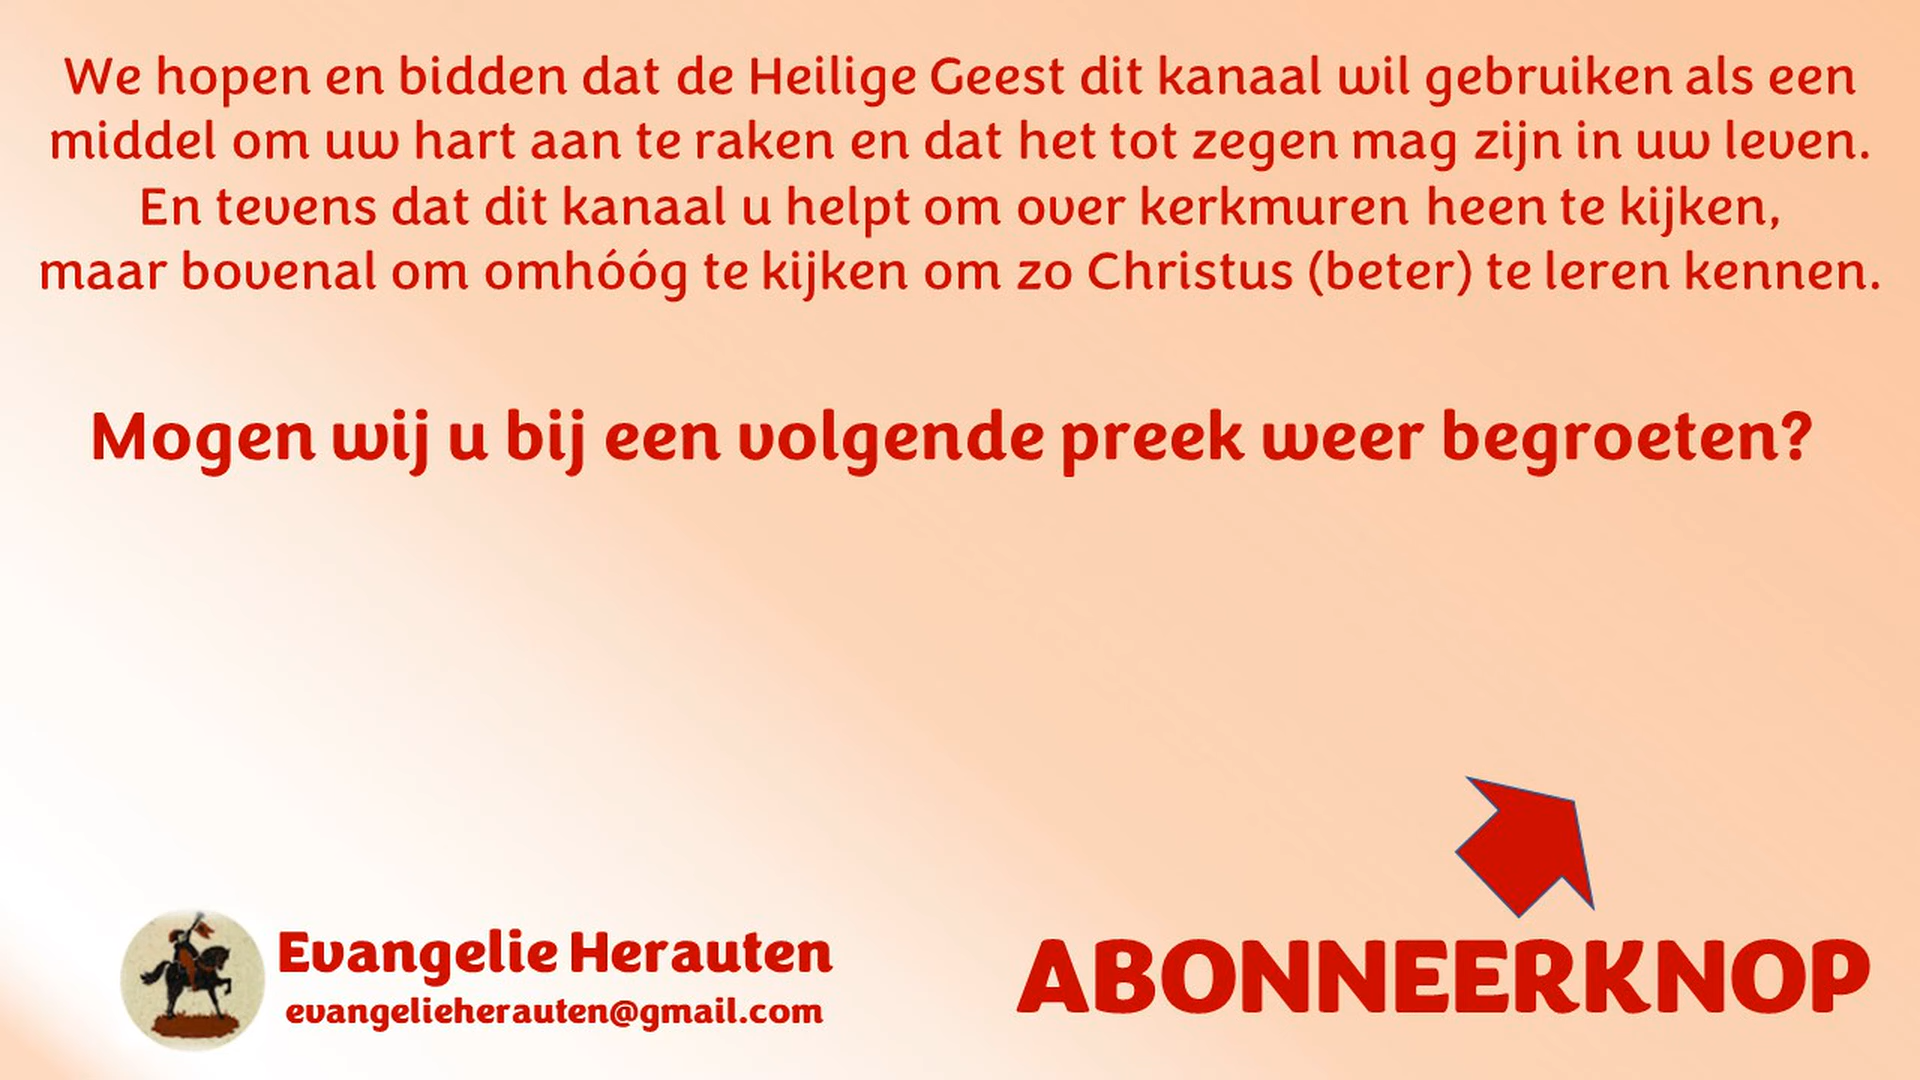 We hopen en bidden dat de Heilige Geest dit kanaal wil gebruiken als een
middel om uw hart aan te raken en dat het tot zegen mag zijn in uw leven.
En tevens dat dit kanaal u helpt om over kerkmuren heen te kijken,
maar bovenal om omhóóg te kijken om zo Christus (beter) te leren kennen.
Mogen wij u bij een volgende preek weer begroeten?
Evangelie Herauten
evangelieherauten@gmail.com
ABONNEERKNOP